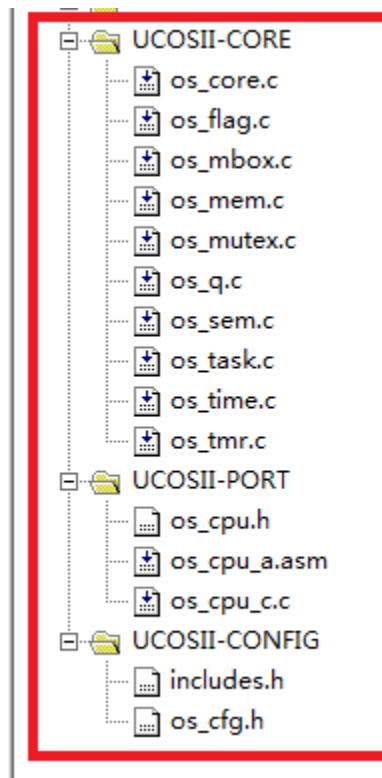 UCOSII-CORE
os_core.c
os_flag.c
os_mbox.c
os_mem.c
os_mutex.c
os_q.c
os_sem.c
os_task.c
os_time.c
os_tmr.c
UCOSII-PORT
os_cpu.h
os_cpu_a.asm
os_cpu_c.c
UCOSII-CONFIG
includes.h
os_cfg.h